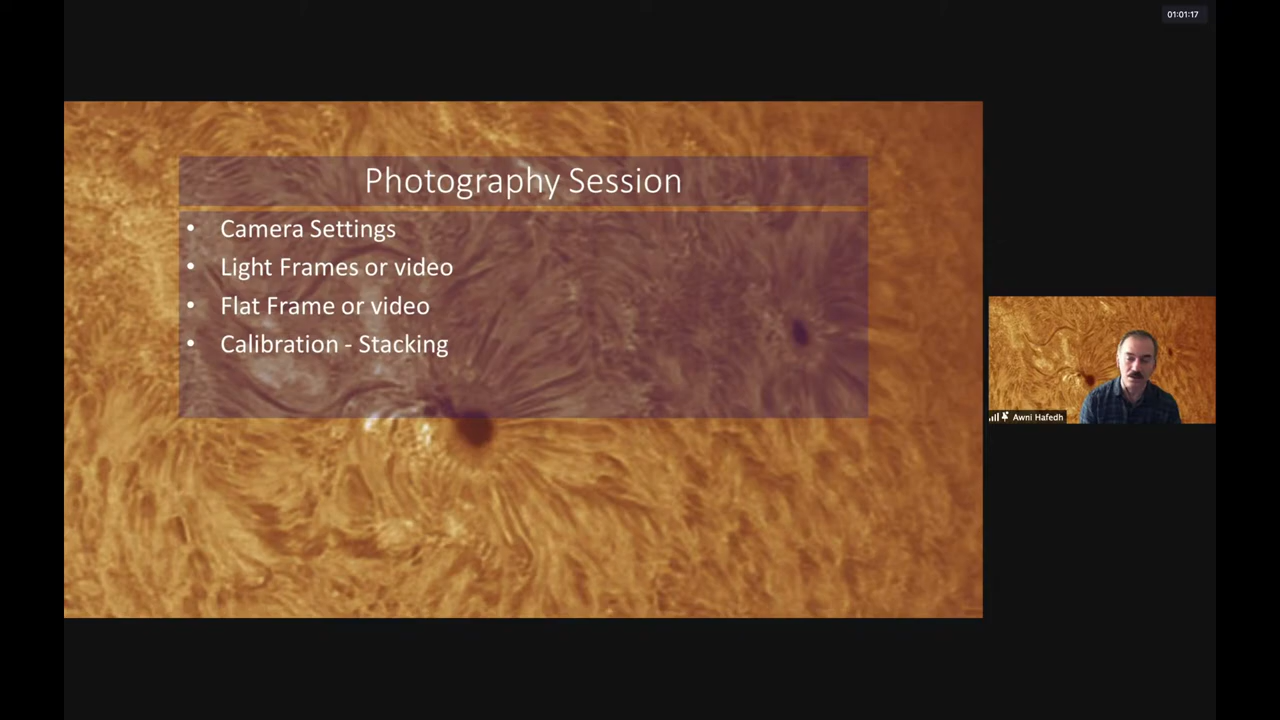 01:01:17
Photography Session
• Camera Settings
• Light Frames or video
• Flat Frame or video
• Calibration - Stacking
Awni Hafedh